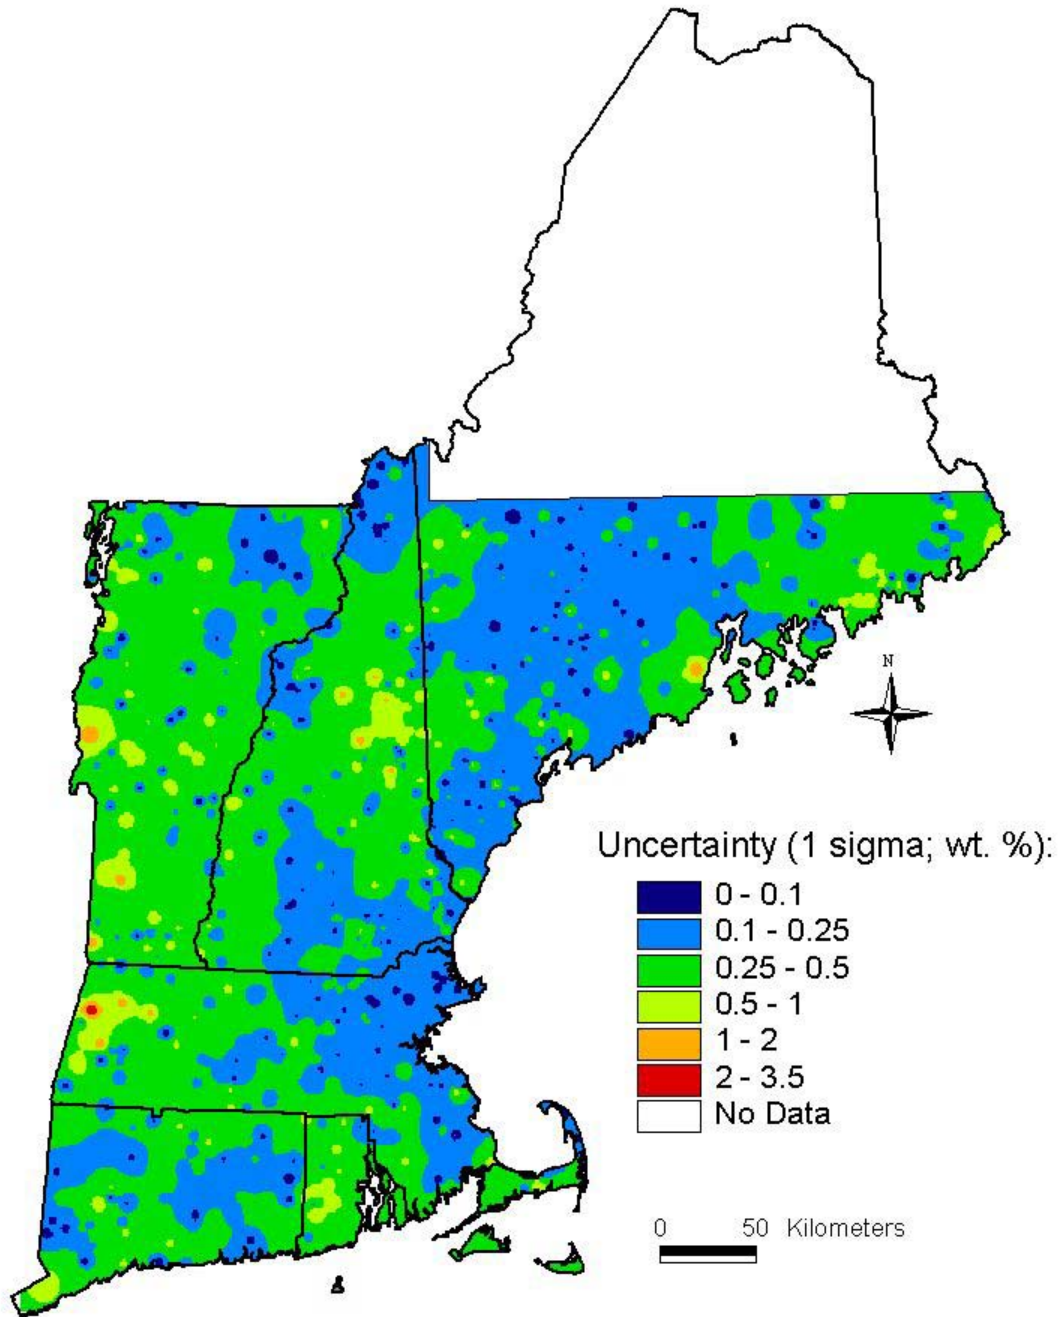 N
Uncertainty (1 sigma; wt. %):
0 - 0.1
0.1 - 0.25
0.25 - 0.5
0.5 - 1
1 - 2
2 - 3.5
No Data
0 50 Kilometers